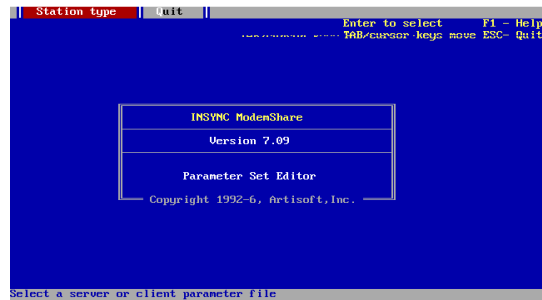 Station type Quit
Enter to select F1 - Help
TAB/cursor keys move ESC- Quit
INSYNC ModemShare
Version 7.09
Parameter Set Editor
Copyright 1992-6, Artisoft,Inc.
Select a server or client parameter file